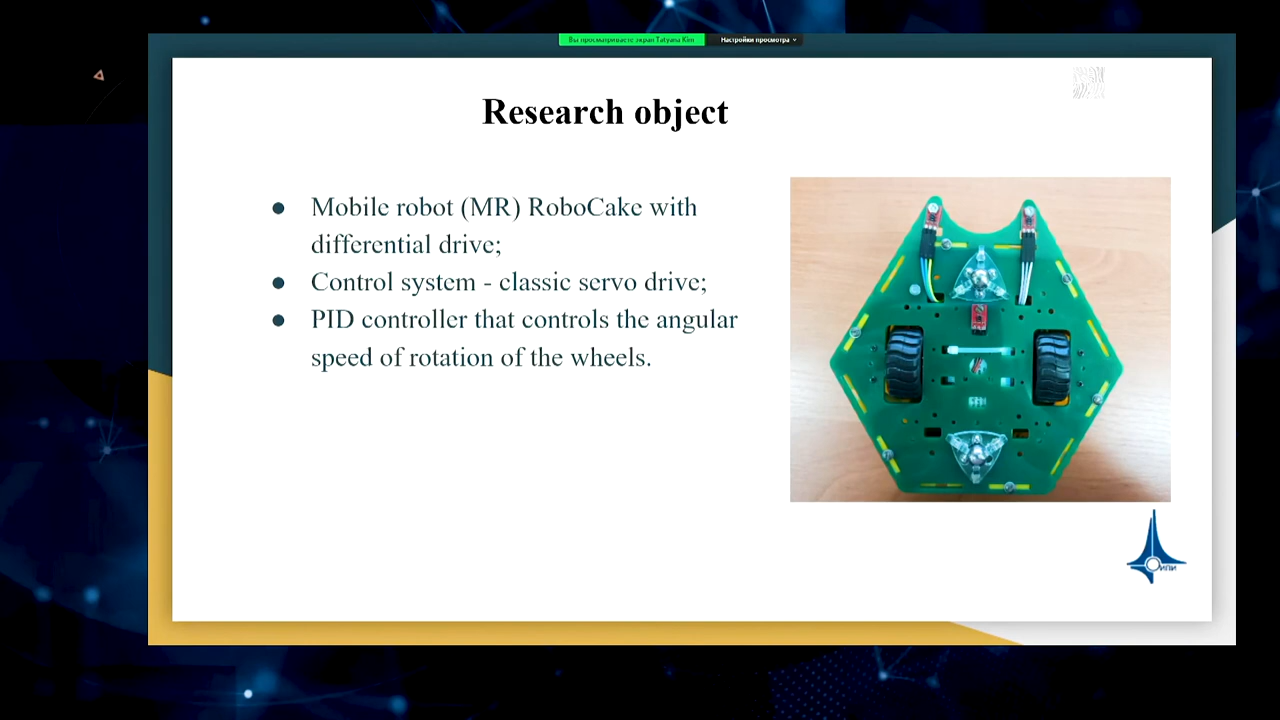 Вы просматриваете экран Tatyana Kim
Настройки просмотра
Research object
● Mobile robot (MR) RoboCake with
differential drive;
● Control system - classic servo drive;
● PID controller that controls the angular
speed of rotation of the wheels.
ИПИ